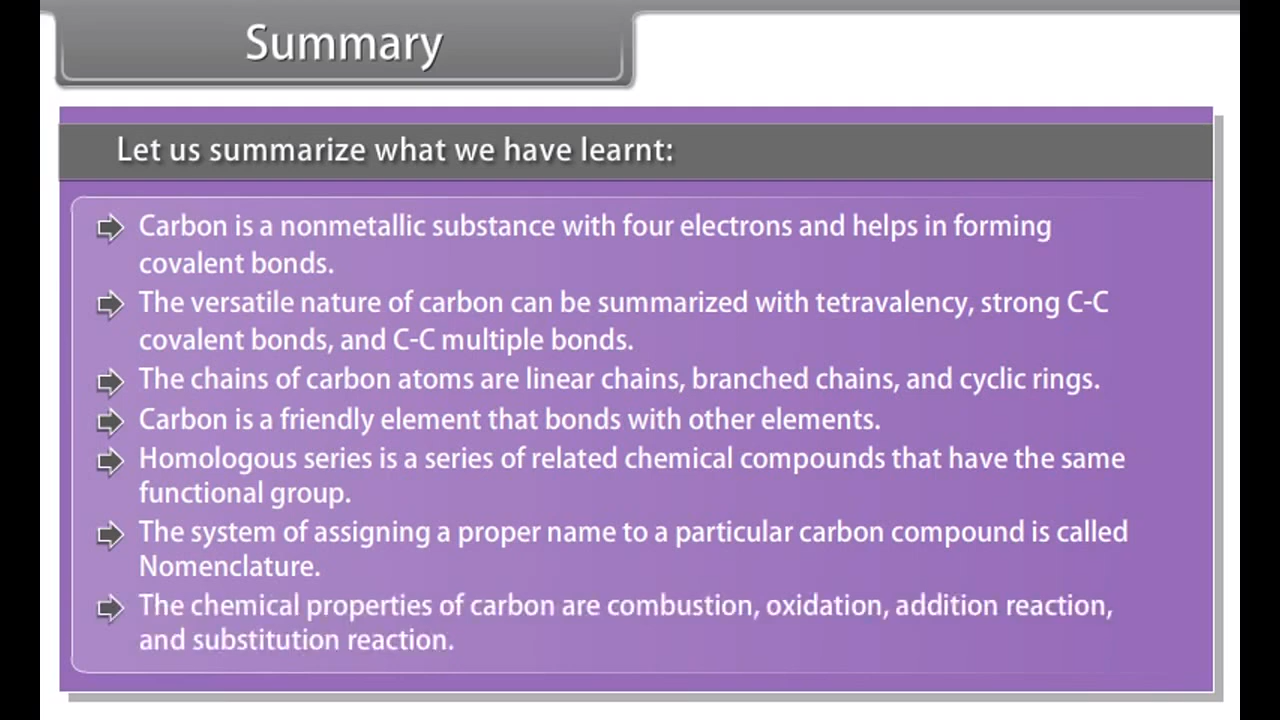 Summary
Let us summarize what we have learnt:
Carbon is a nonmetallic substance with four electrons and helps in forming
covalent bonds.
The versatile nature of carbon can be summarized with tetravalency, strong C-C
covalent bonds, and C-C multiple bonds.
The chains of carbon atoms are linear chains, branched chains, and cyclic rings.
Carbon is a friendly element that bonds with other elements.
Homologous series is a series of related chemical compounds that have the same
functional group.
The system of assigning a proper name to a particular carbon compound is called
Nomenclature.
The chemical properties of carbon are combustion, oxidation, addition reaction,
and substitution reaction.